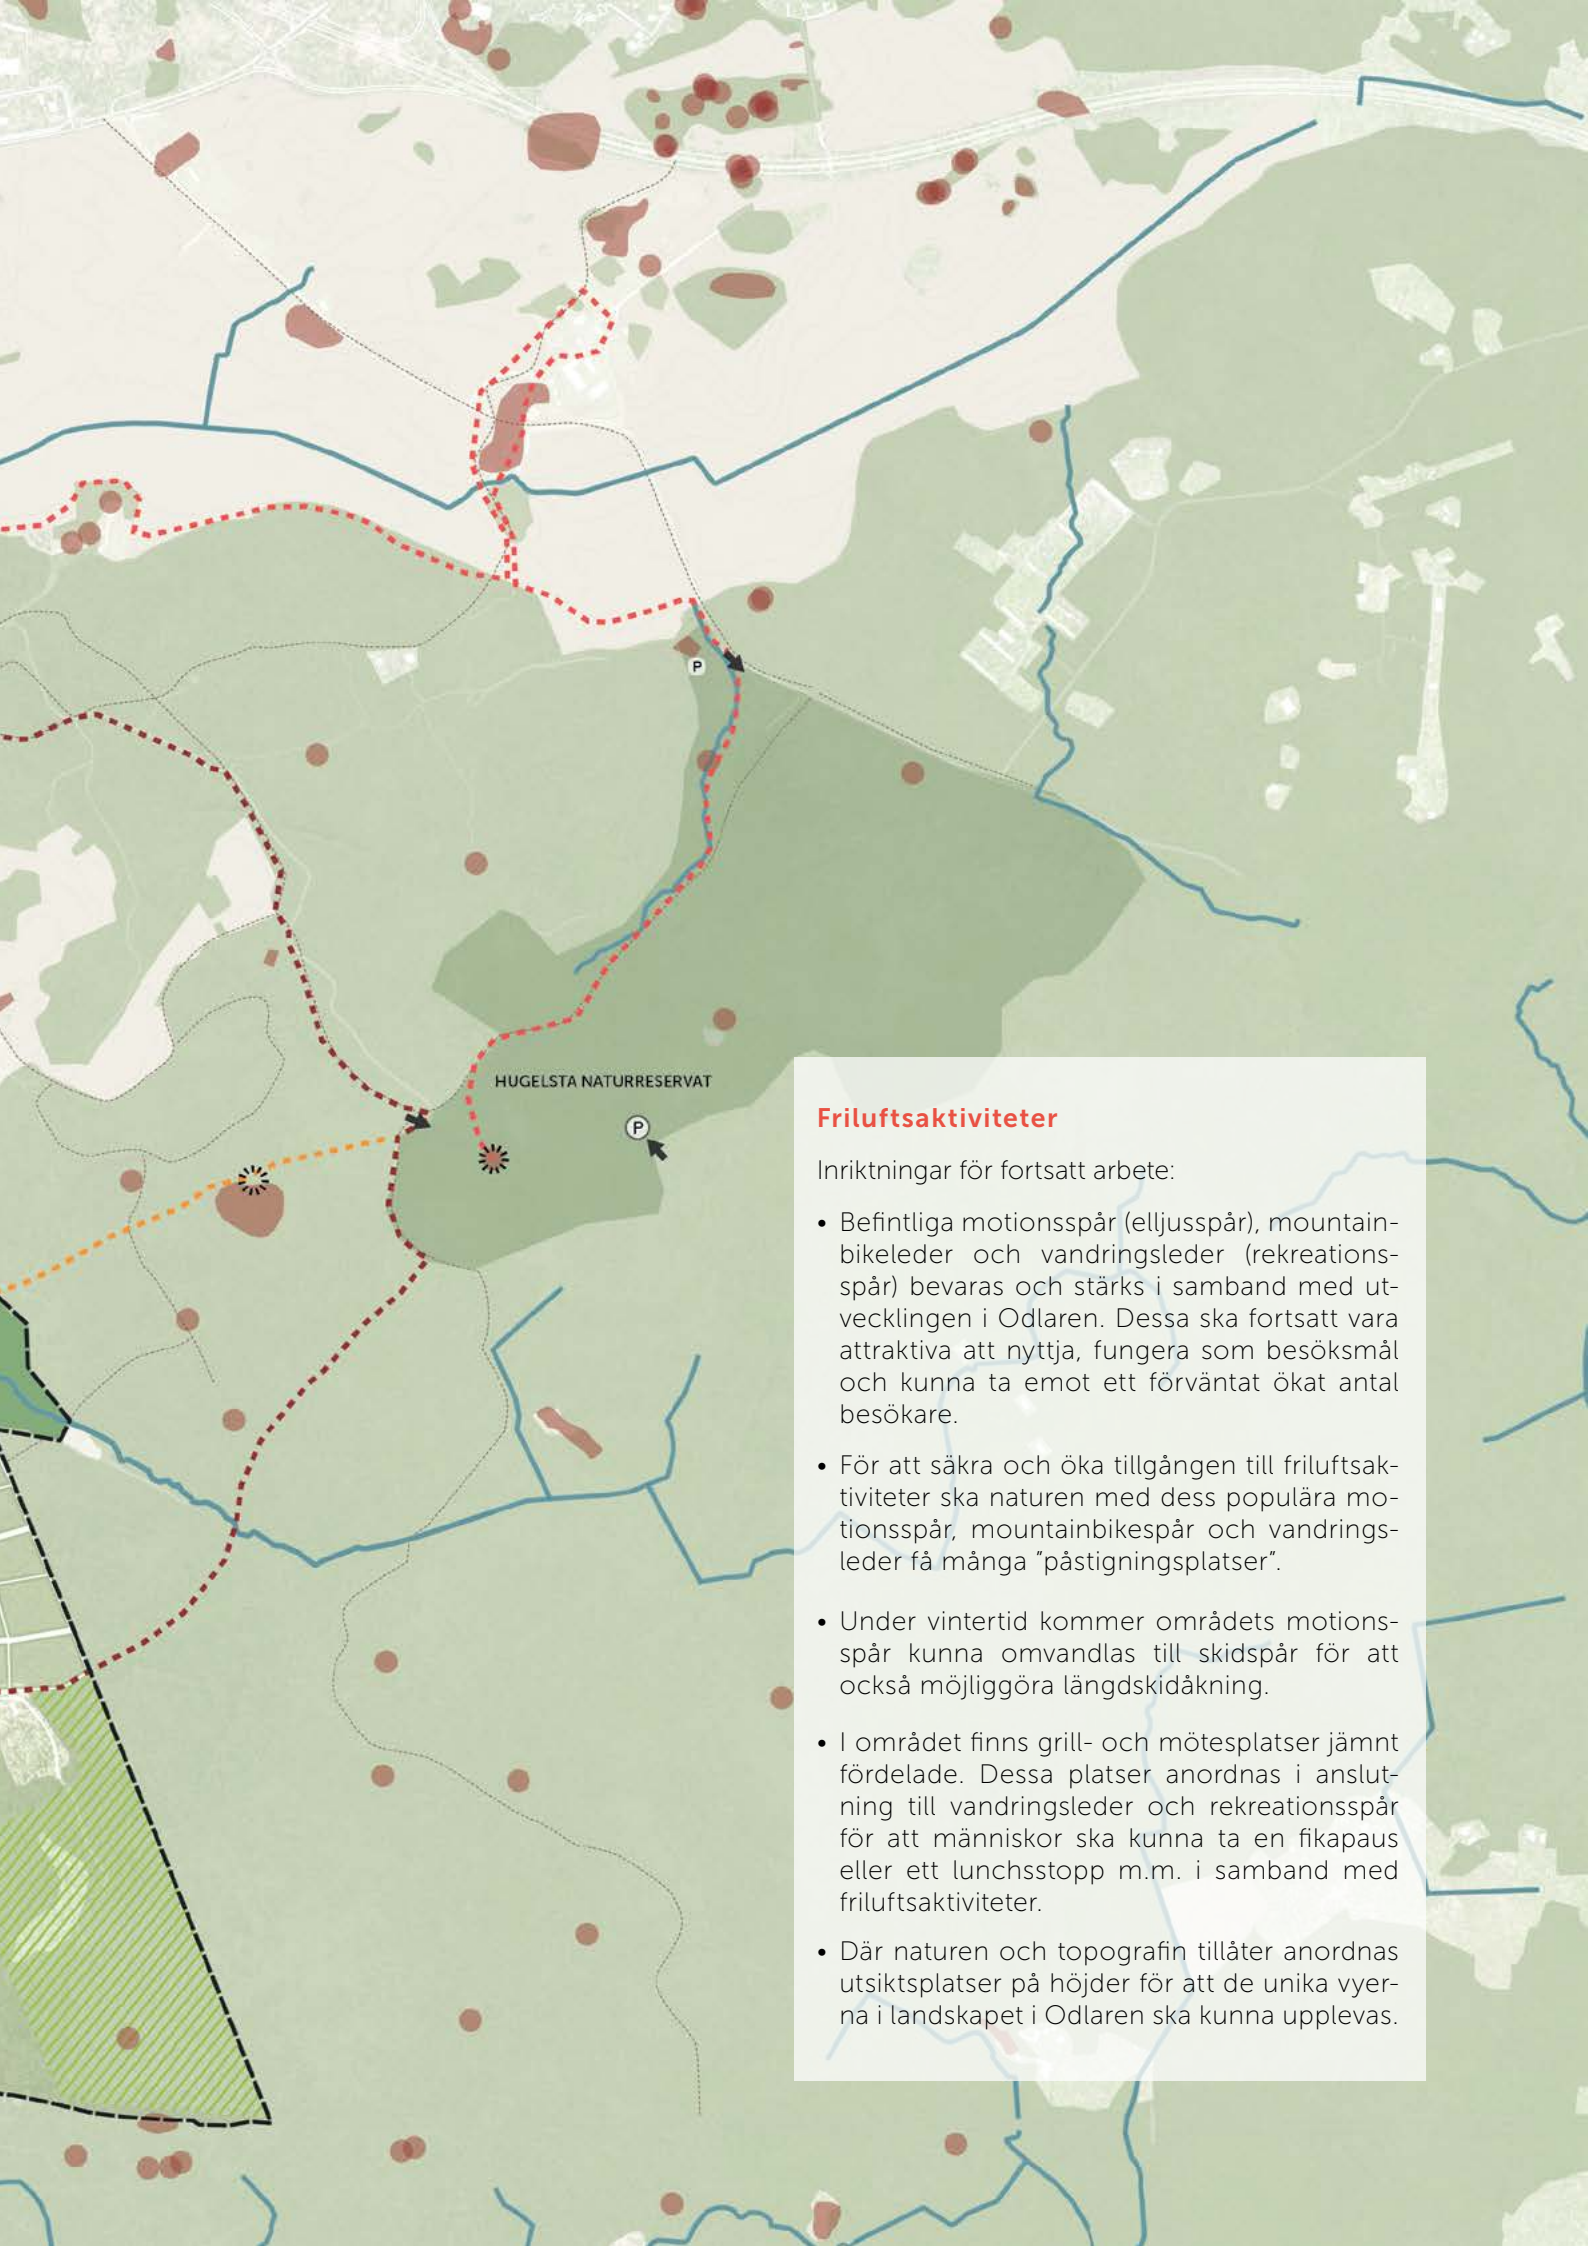 P
HUGELSTA NATURRESERVAT
P
Friluftsaktiviteter
Inriktningar för fortsatt arbete:
• Befintliga motionsspår (elljusspår), mountain-
bikeleder och vandringsleder (rekreations-
spår) bevaras och stärks i samband med ut-
vecklingen i Odlaren. Dessa ska fortsatt vara
attraktiva att nyttja, fungera som besöksmål
och kunna ta emot ett förväntat ökat antal
besökare.
• För att säkra och öka tillgången till friluftsak-
tiviteter ska naturen med dess populära mo-
tionsspår, mountainbikespår och vandrings-
leder få många ”påstigningsplatser”.
• Under vintertid kommer områdets motions-
spår kunna omvandlas till skidspår för att
också möjliggöra längdskidåkning.
• I området finns grill- och mötesplatser jämnt
fördelade. Dessa platser anordnas i anslut-
ning till vandringsleder och rekreationsspår
för att människor ska kunna ta en fikapaus
eller ett lunchsstopp m.m. i samband med
friluftsaktiviteter.
• Där naturen och topografin tillåter anordnas
utsiktsplatser på höjder för att de unika vyer-
na i landskapet i Odlaren ska kunna upplevas.